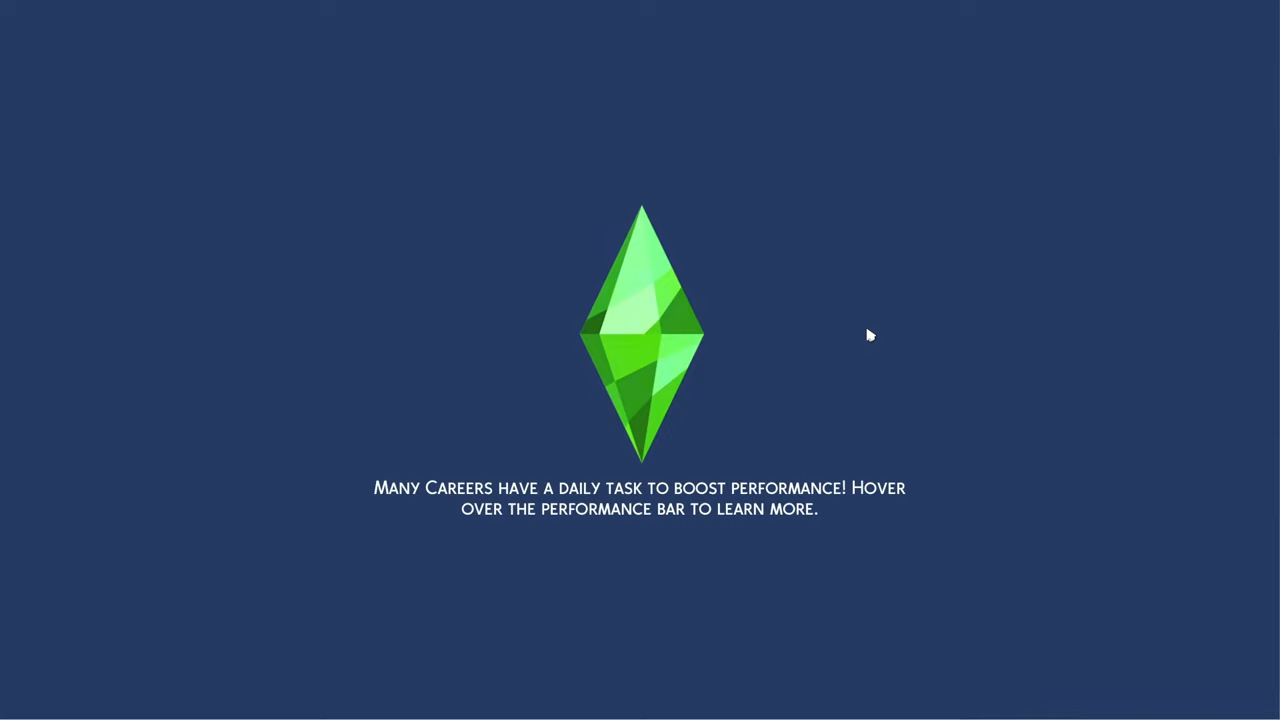 Many Careers have a daily task to boost performance! Hover
over the performance bar to learn more.